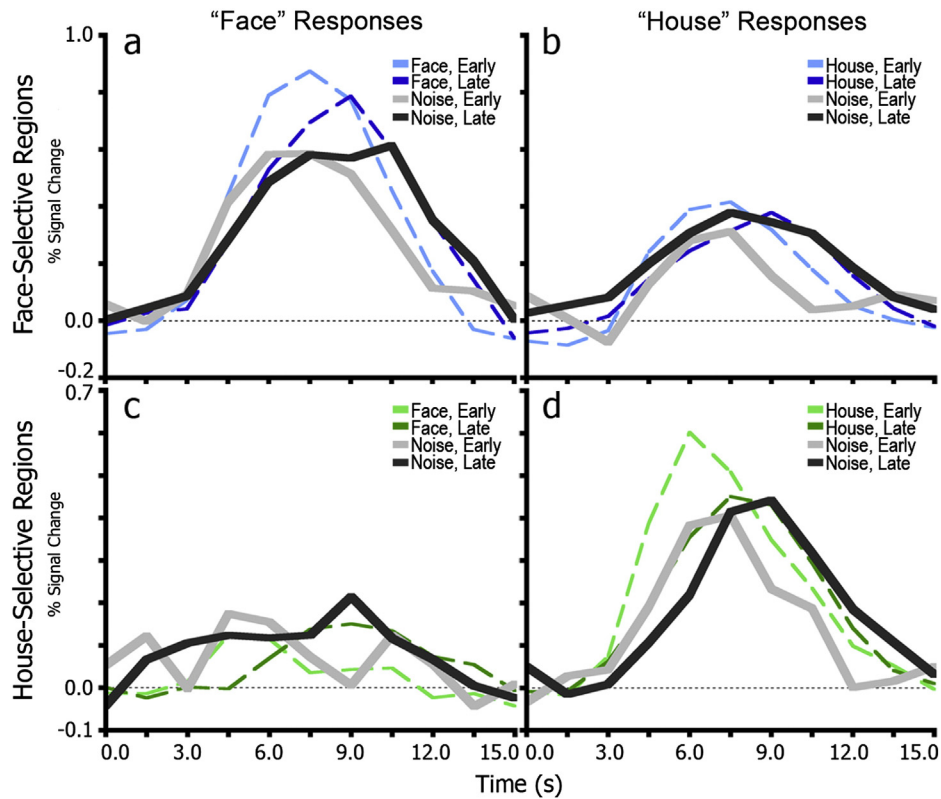 “Face” Responses
“House” Responses
Face-Selective Regions
% Signal Change
1.0
0.0
-0.2
a
Face, Early
Face, Late
Noise, Early
Noise, Late
b
House, Early
House, Late
Noise, Early
Noise, Late
House-Selective Regions
% Signal Change
0.7
0.0
-0.1
c
Face, Early
Face, Late
Noise, Early
Noise, Late
d
House, Early
House, Late
Noise, Early
Noise, Late
0.0 3.0 6.0 9.0 12.0 15.0
0.0 3.0 6.0 9.0 12.0 15.0
Time (s)